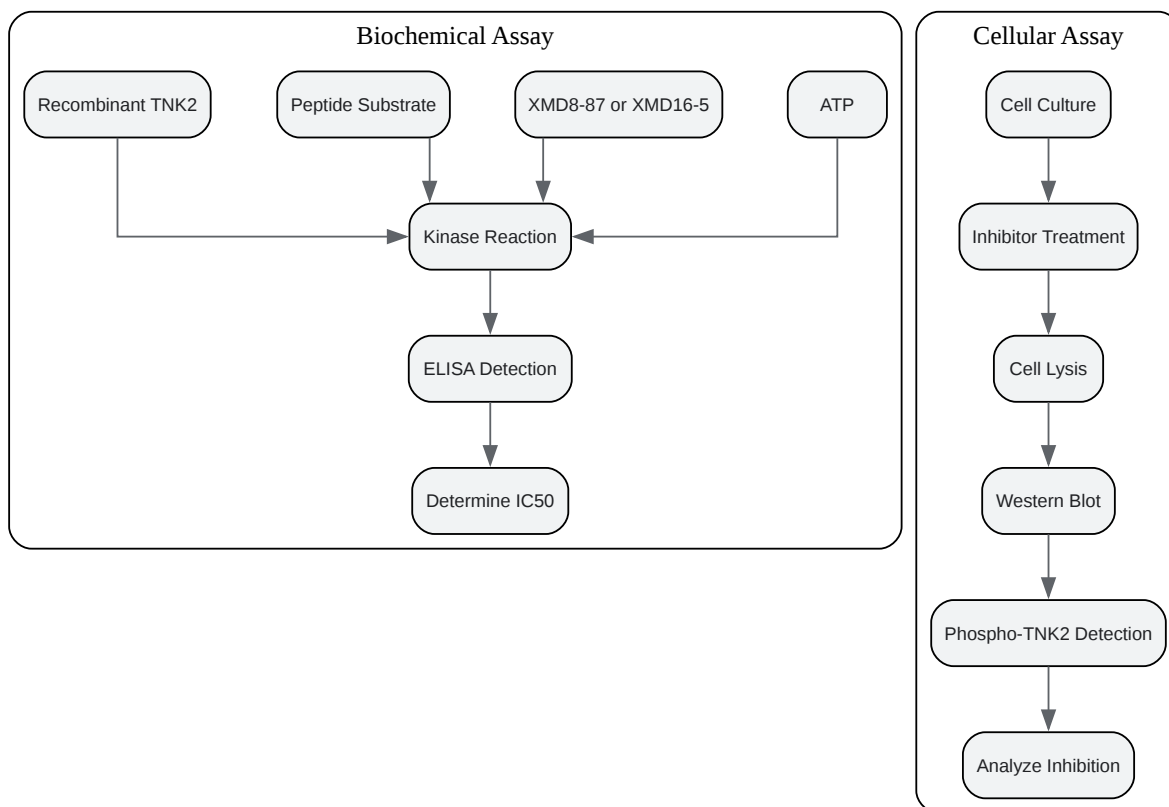 Biochemical Assay
Recombinant TNK2
Peptide Substrate
XMD8-87 or XMD16-5
ATP
Kinase Reaction
ELISA Detection
Determine IC50
Cellular Assay
Cell Culture
Inhibitor Treatment
Cell Lysis
Western Blot
Phospho-TNK2 Detection
Analyze Inhibition